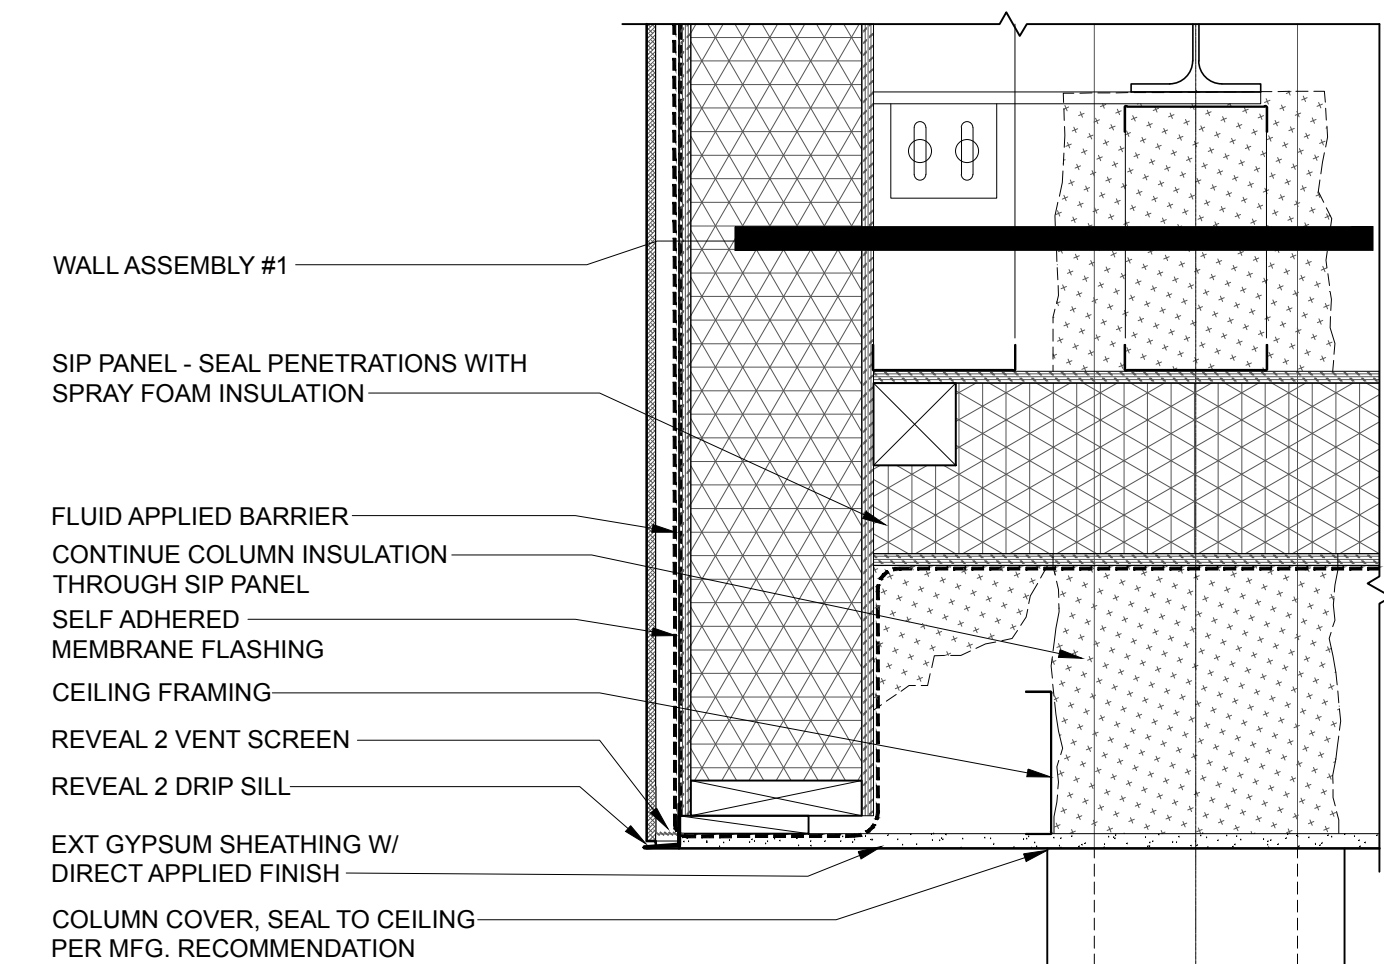 WALL ASSEMBLY #1
SIP PANEL - SEAL PENETRATIONS WITH
SPRAY FOAM INSULATION
FLUID APPLIED BARRIER
CONTINUE COLUMN INSULATION
THROUGH SIP PANEL
SELF ADHERED
MEMBRANE FLASHING
CEILING FRAMING
REVEAL 2 VENT SCREEN
REVEAL 2 DRIP SILL
EXT GYPSUM SHEATHING W/
DIRECT APPLIED FINISH
COLUMN COVER, SEAL TO CEILING
PER MFG. RECOMMENDATION